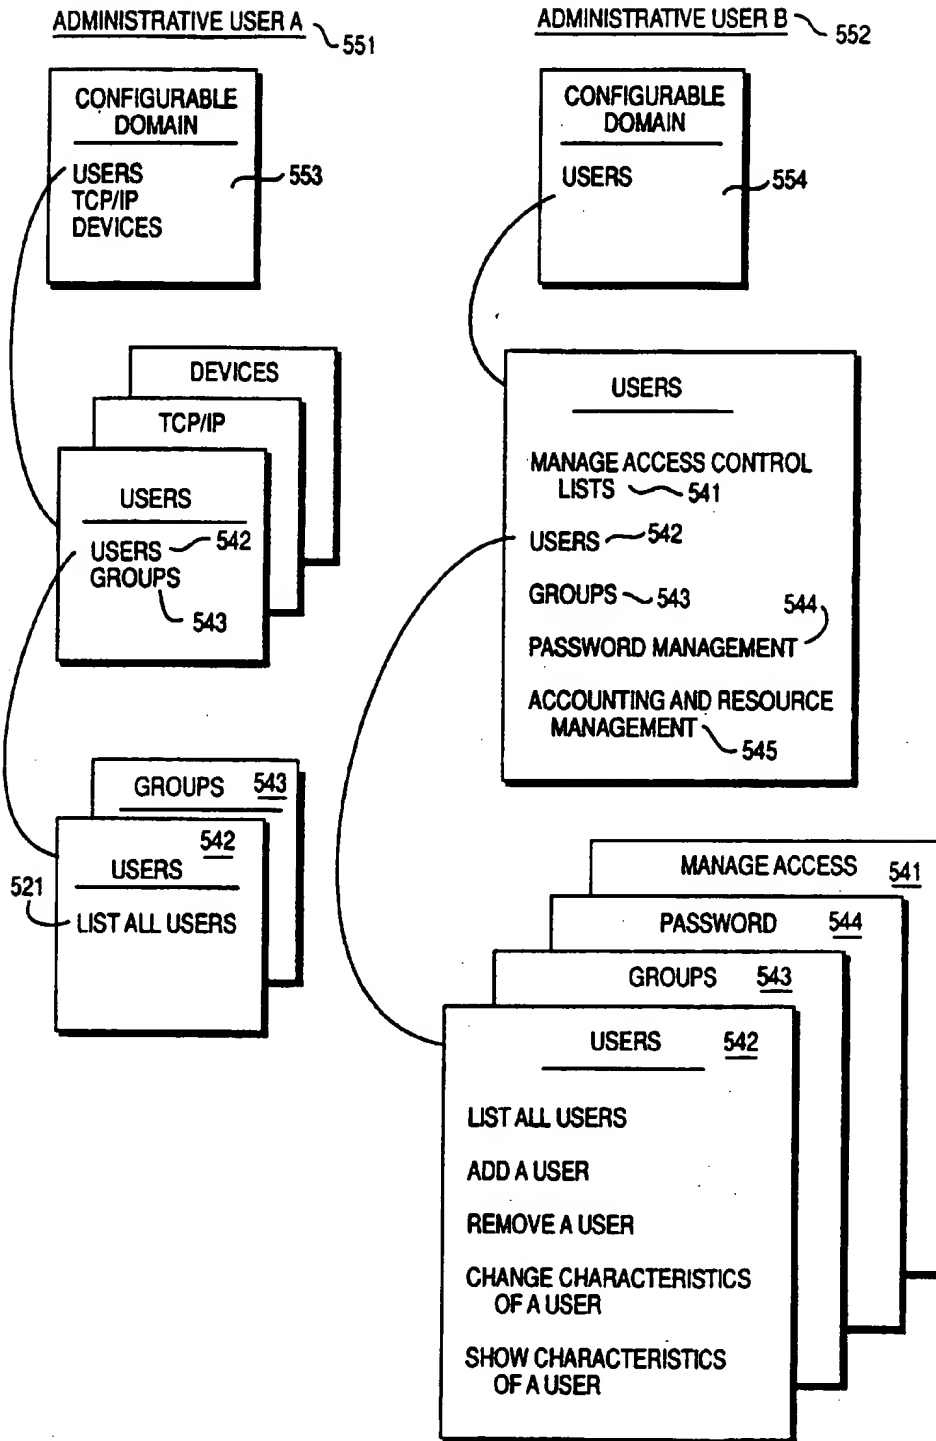 ADMINISTRATIVE USER A
551
CONFIGURABLE
DOMAIN
USERS
TCP/IP
DEVICES
553
DEVICES
TCP/IP
USERS
USERS 542
GROUPS
543
GROUPS 543
542
USERS
521
LIST ALL USERS
ADMINISTRATIVE USER B
552
CONFIGURABLE
DOMAIN
USERS
554
USERS
MANAGE ACCESS CONTROL
LISTS 541
USERS 542
GROUPS 543
544
PASSWORD MANAGEMENT
ACCOUNTING AND RESOURCE
MANAGEMENT
545
MANAGE ACCESS 541
PASSWORD 544
GROUPS 543
USERS 542
LIST ALL USERS
ADD A USER
REMOVE A USER
CHANGE CHARACTERISTICS
OF A USER
SHOW CHARACTERISTICS
OF A USER